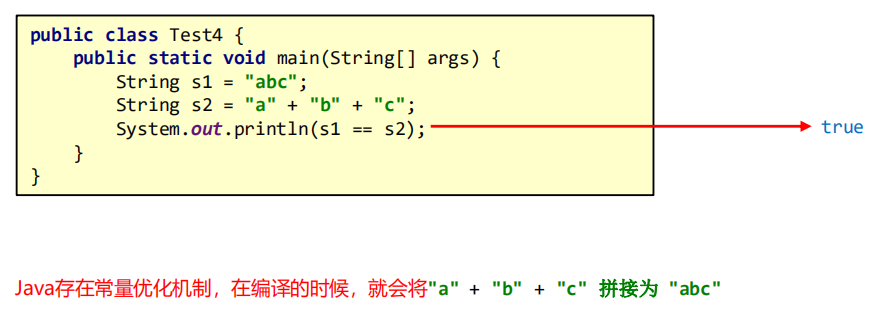 public class Test4 {
    public static void main(String[] args) {
        String s1 = "abc";
        String s2 = "a" + "b" + "c";
        System.out.println(s1 == s2); true
    }
}
Java存在常量优化机制，在编译的时候，就会将"a" + "b" + "c" 拼接为 "abc"